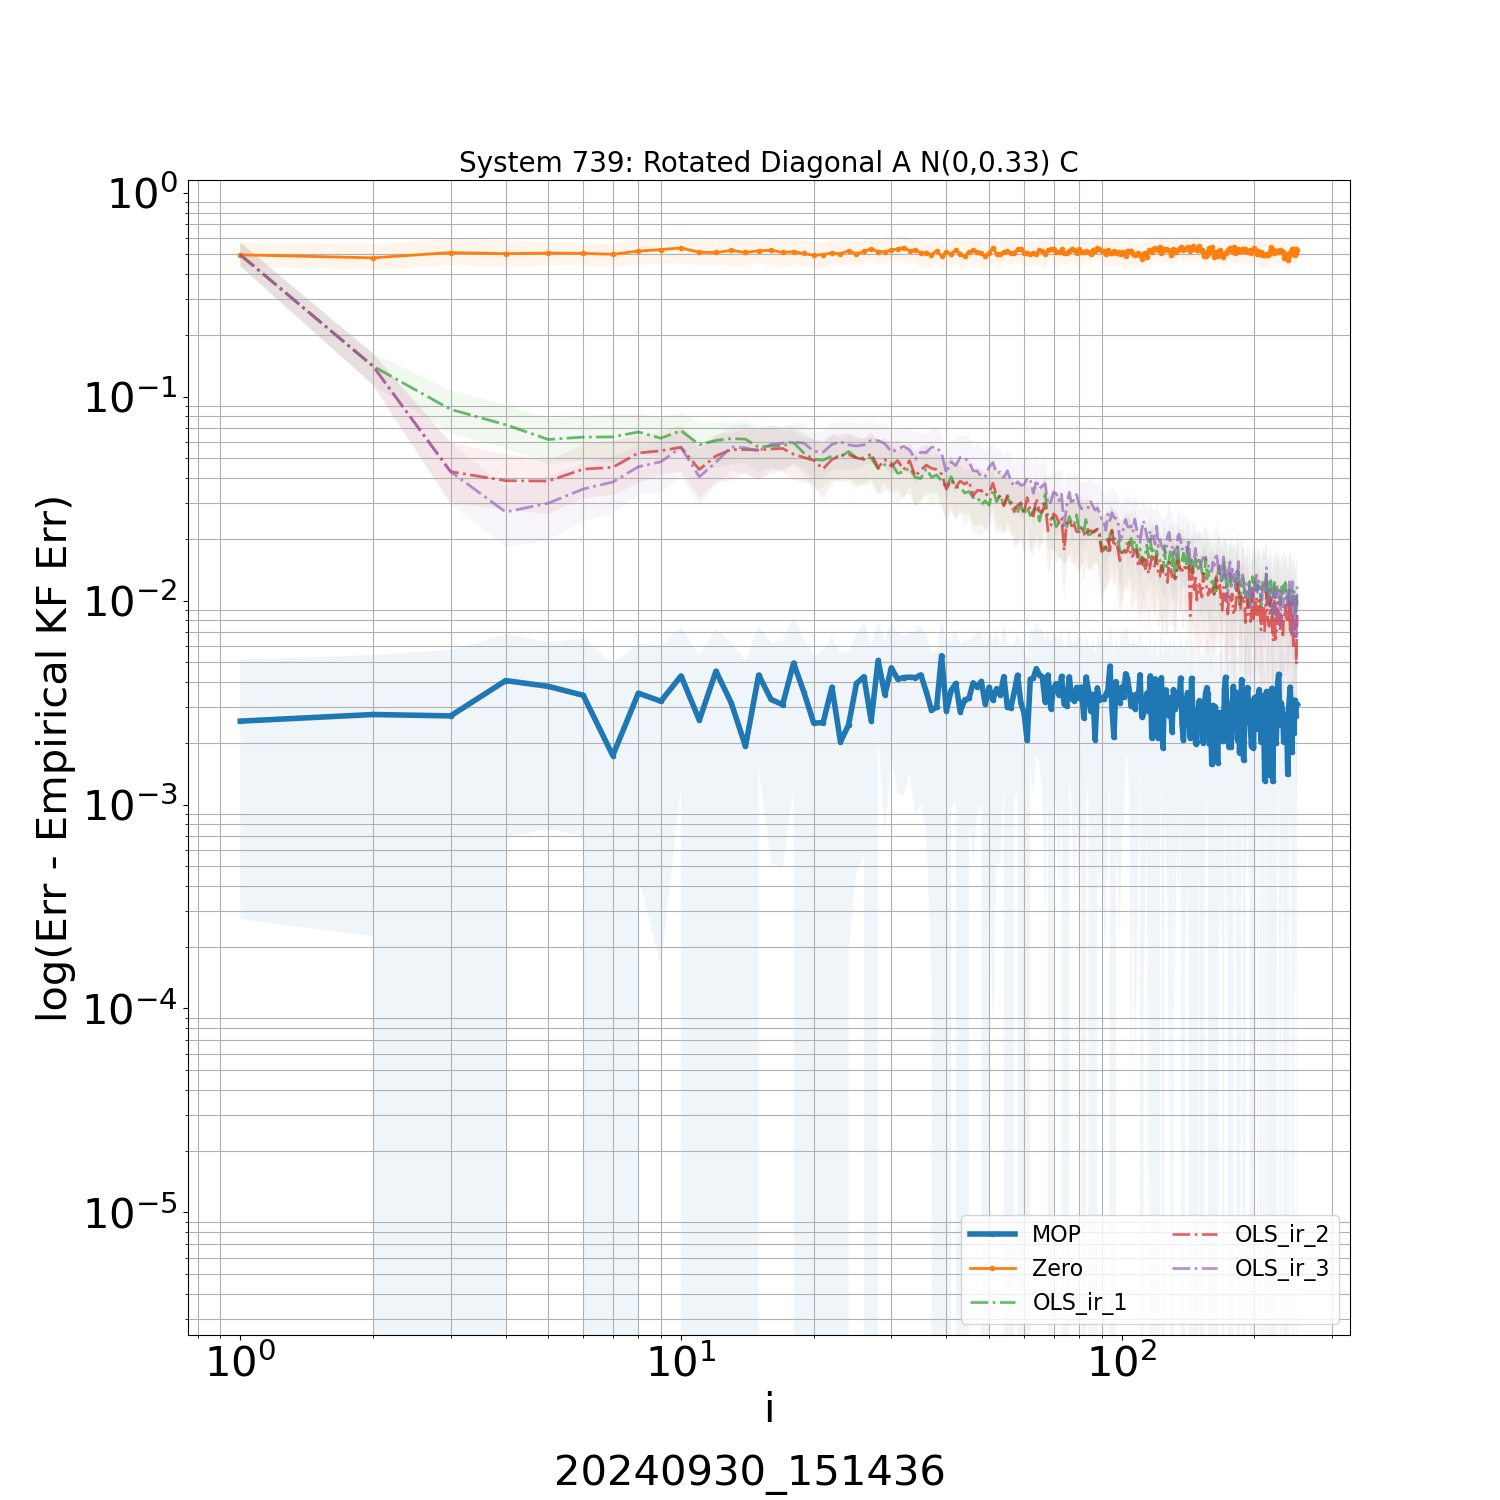 System 739: Rotated Diagonal A N(0,0.33) C
log(Err - Empirical KF Err)
10⁰
10⁻¹
10⁻²
10⁻³
10⁻⁴
10⁻⁵
MOP
Zero
OLS_ir_1
OLS_ir_2
OLS_ir_3
10⁰
10¹
10²
i
20240930_151436